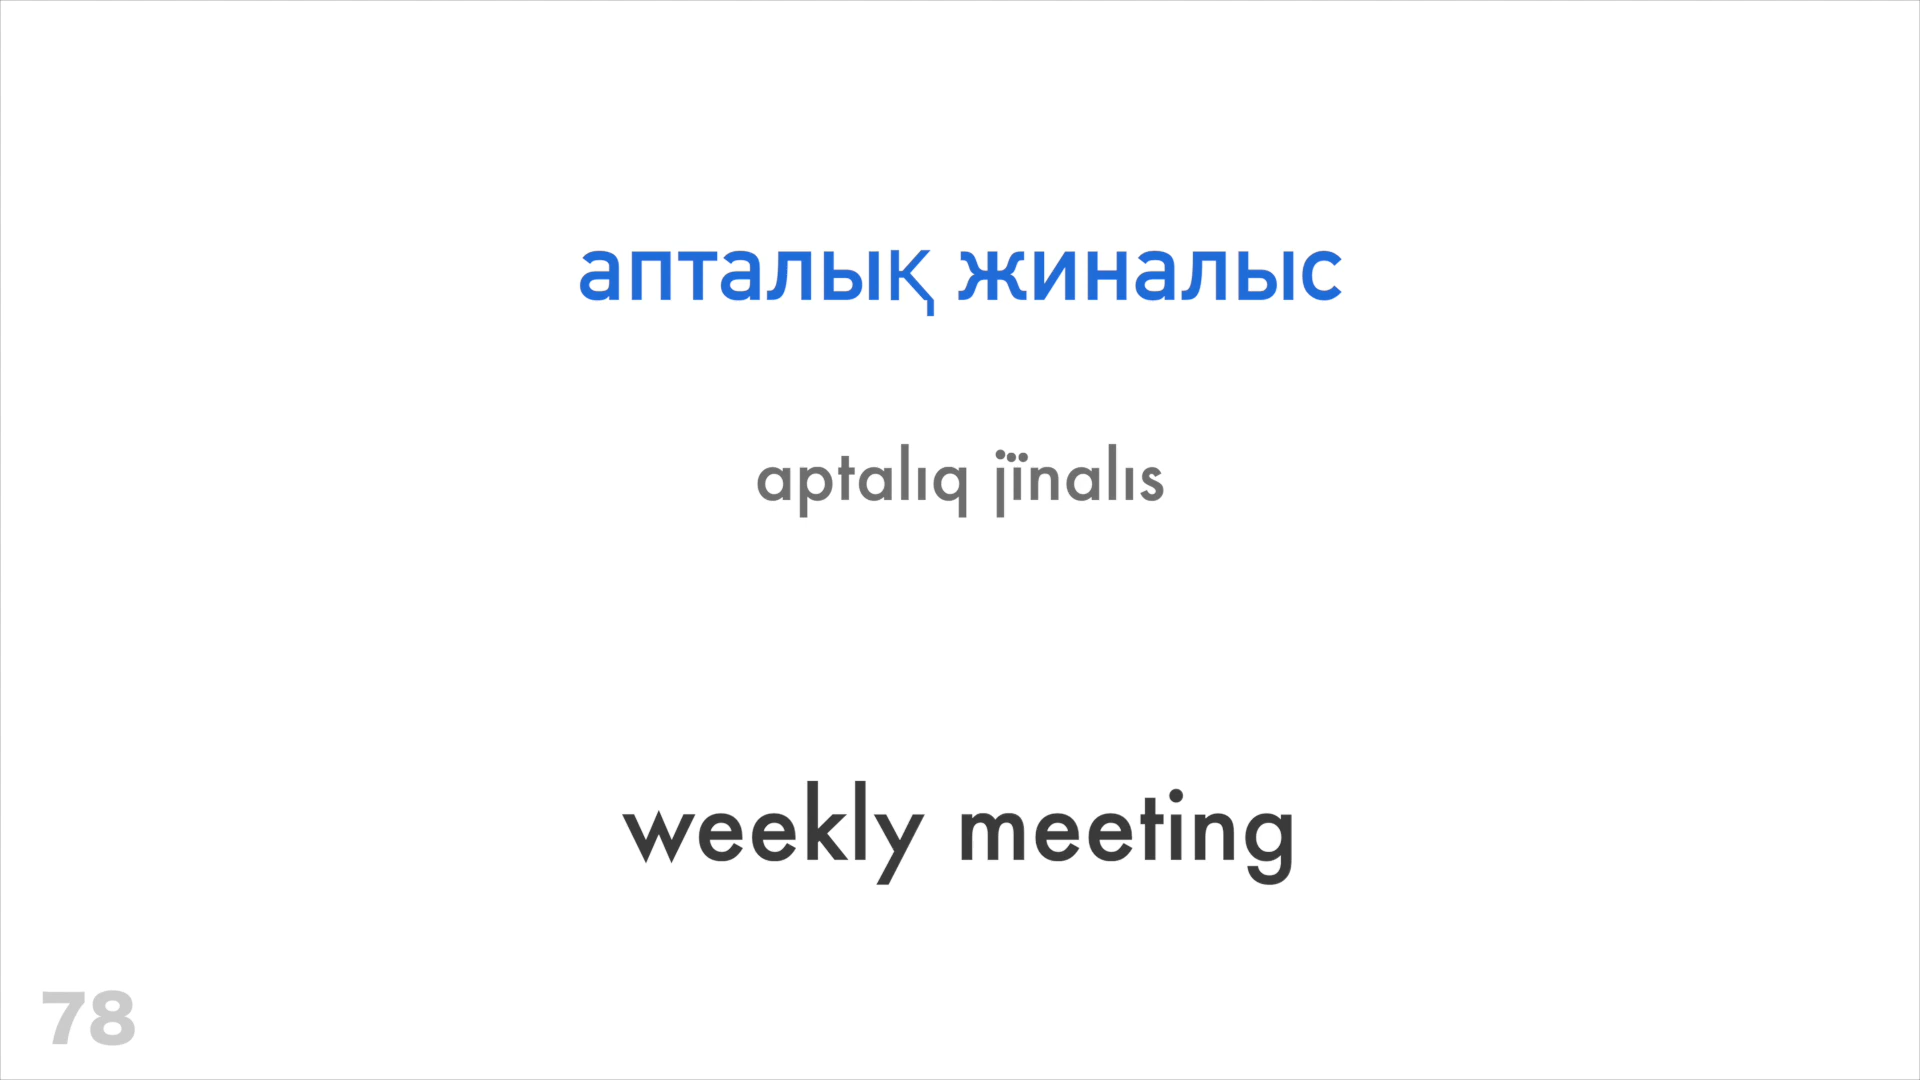 апталық жиналыс
aptalıq jïnalıs
weekly meeting
78